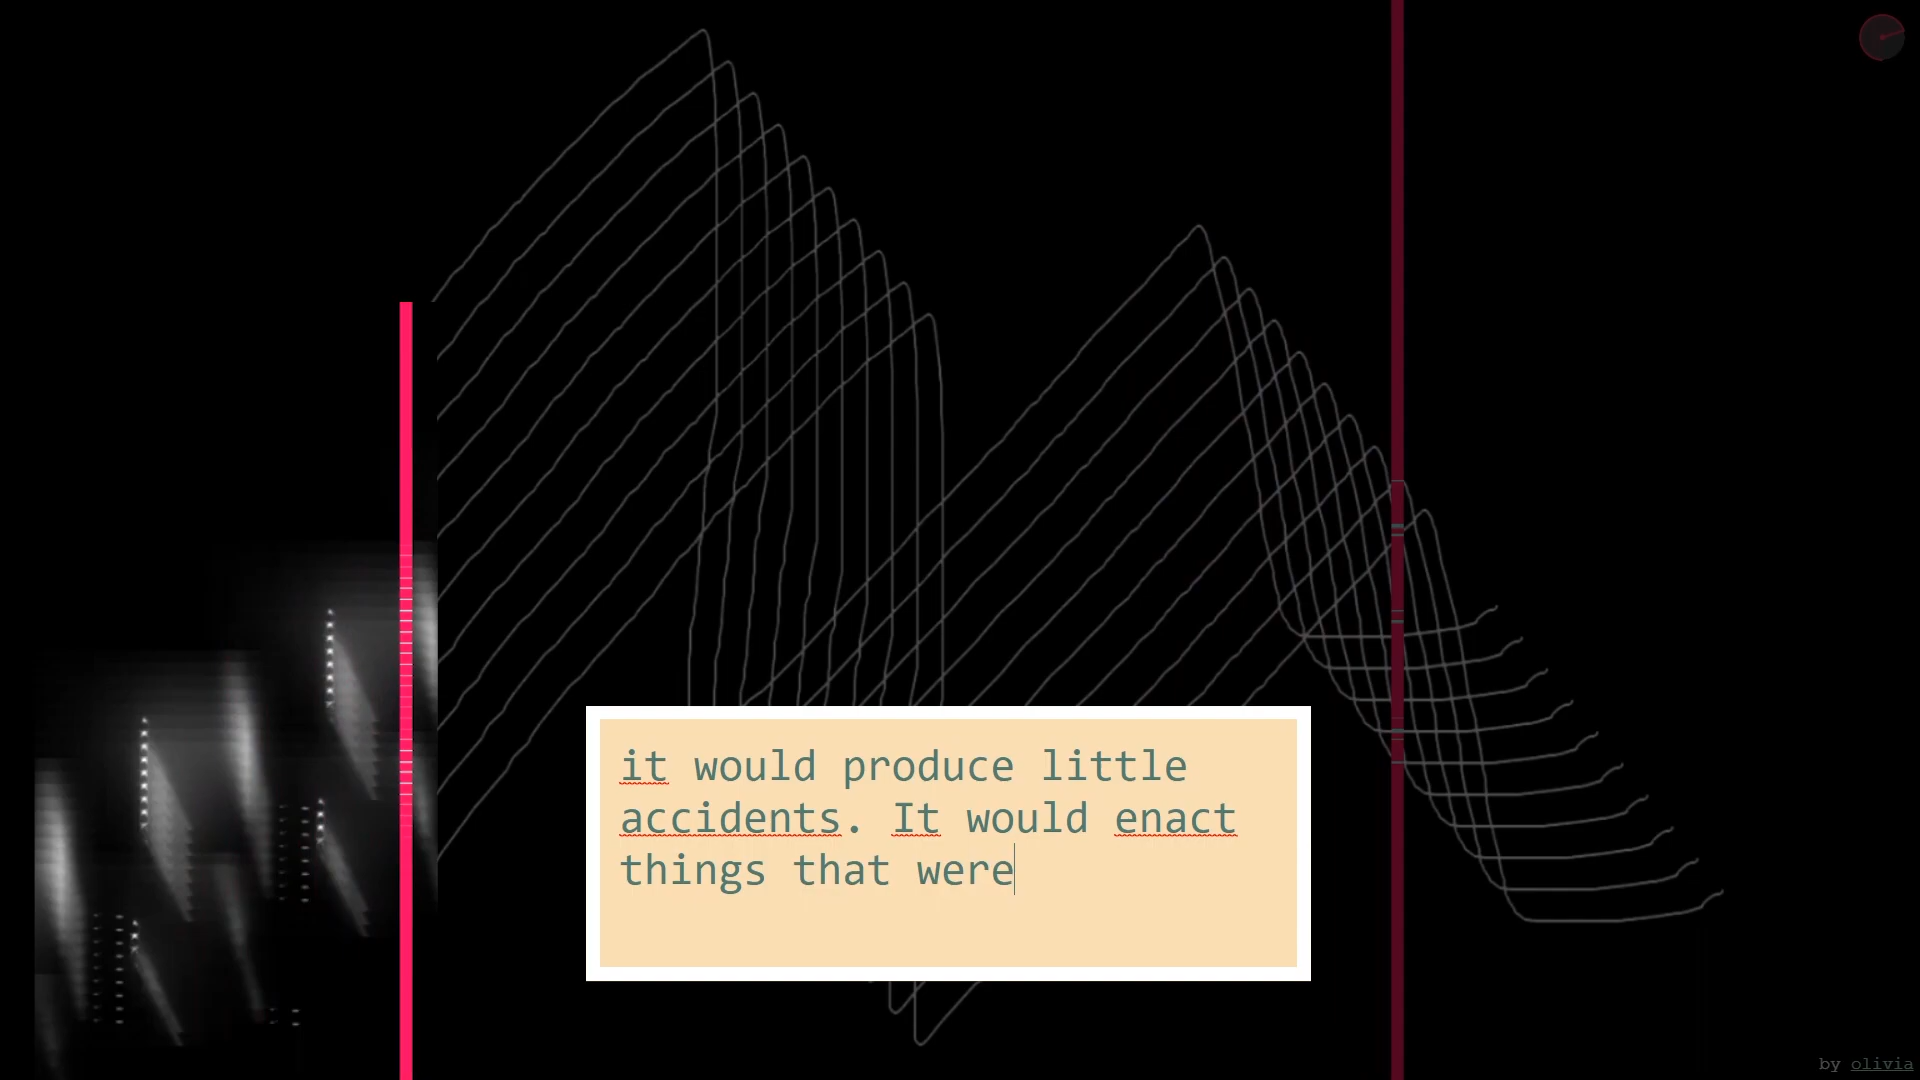 it would produce little
accidents. It would enact
things that were
by olivia